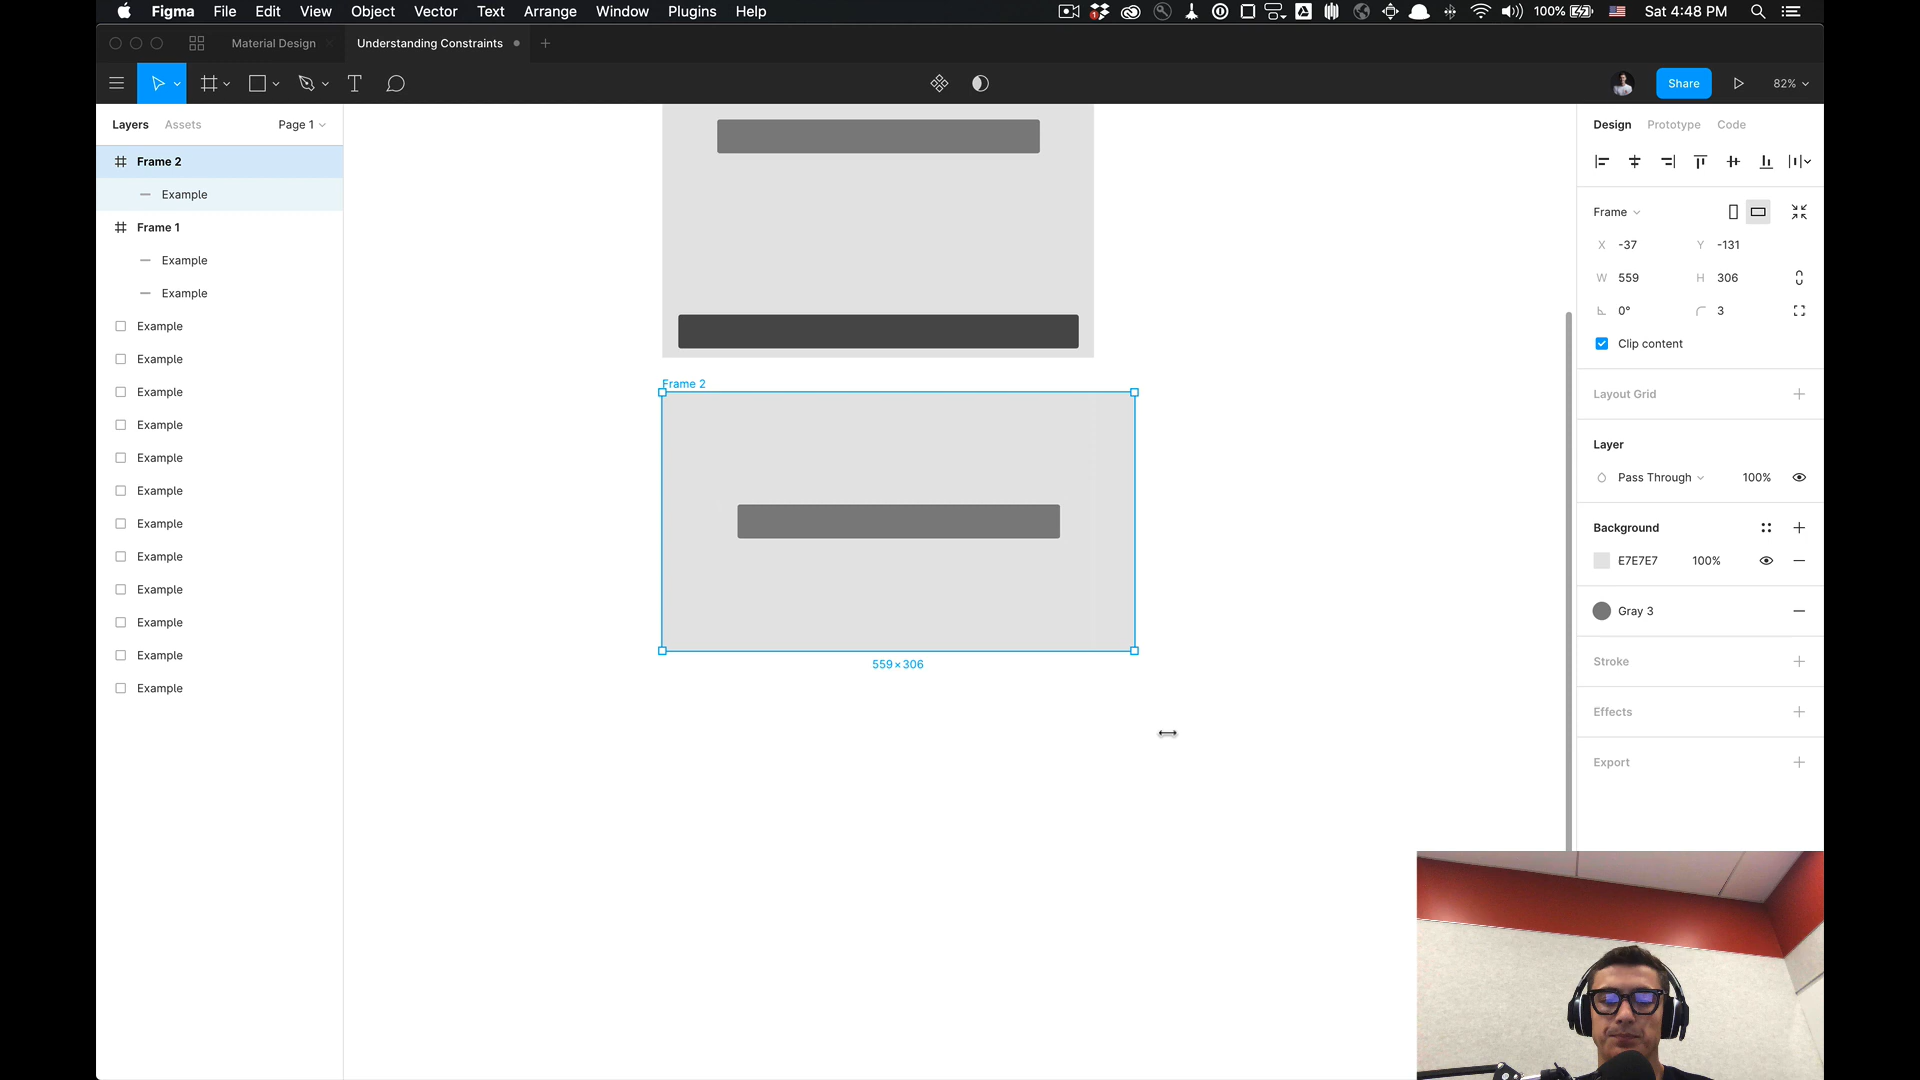 Figma File Edit View Object Vector Text Arrange Window Plugins Help 1 100% Sat 4:48 PM
Material Design Understanding Constraints
Share 82%
Layers Assets Page 1
Frame 2
Example
Frame 1
Example
Example
Example
Example
Example
Example
Example
Example
Example
Example
Example
Example
Example
Example
Frame 2
559 × 306
Design Prototype Code
Frame
X -37 Y -131
W 559 H 306
0° 3
Clip content
Layout Grid
Layer
Pass Through 100%
Background
E7E7E7 100%
Gray 3
Stroke
Effects
Export